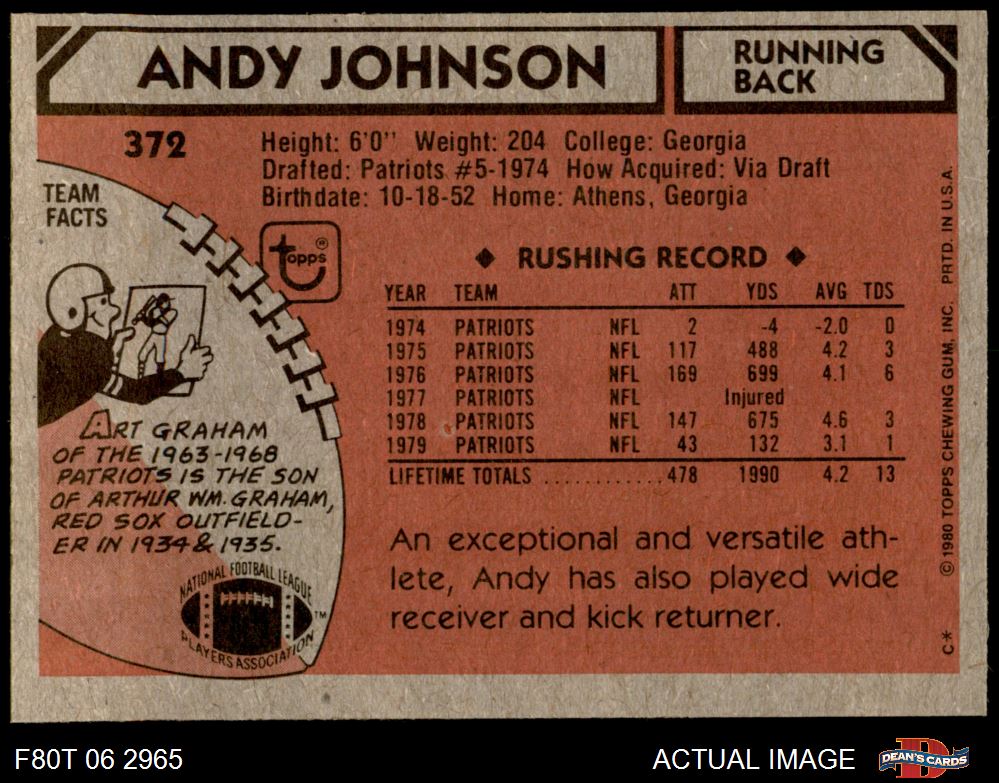 ANDY JOHNSON
RUNNING
BACK
372
Height: 6'0" Weight: 204 College: Georgia
Drafted: Patriots #5-1974 How Acquired: Via Draft
Birthdate: 10-18-52 Home: Athens, Georgia
TEAM
FACTS
topps®
◆ RUSHING RECORD ◆
YEAR TEAM ATT YDS AVG TDS
1974 PATRIOTS NFL 2 -4 -2.0 0
1975 PATRIOTS NFL 117 488 4.2 3
1976 PATRIOTS NFL 169 699 4.1 6
1977 PATRIOTS NFL Injured
1978 PATRIOTS NFL 147 675 4.6 3
1979 PATRIOTS NFL 43 132 3.1 1
LIFETIME TOTALS ............ 478 1990 4.2 13
ART GRAHAM
OF THE 1963-1968
PATRIOTS IS THE SON
OF ARTHUR WM. GRAHAM,
RED SOX OUTFIELD-
ER IN 1934 & 1935.
An exceptional and versatile ath-
lete, Andy has also played wide
receiver and kick returner.
NATIONAL FOOTBALL LEAGUE
PLAYERS ASSOCIATION
TM
C* ©1980 TOPPS CHEWING GUM, INC. PRTD. IN U.S.A.
F80T 06 2965
ACTUAL IMAGE
DEAN'S CARDS